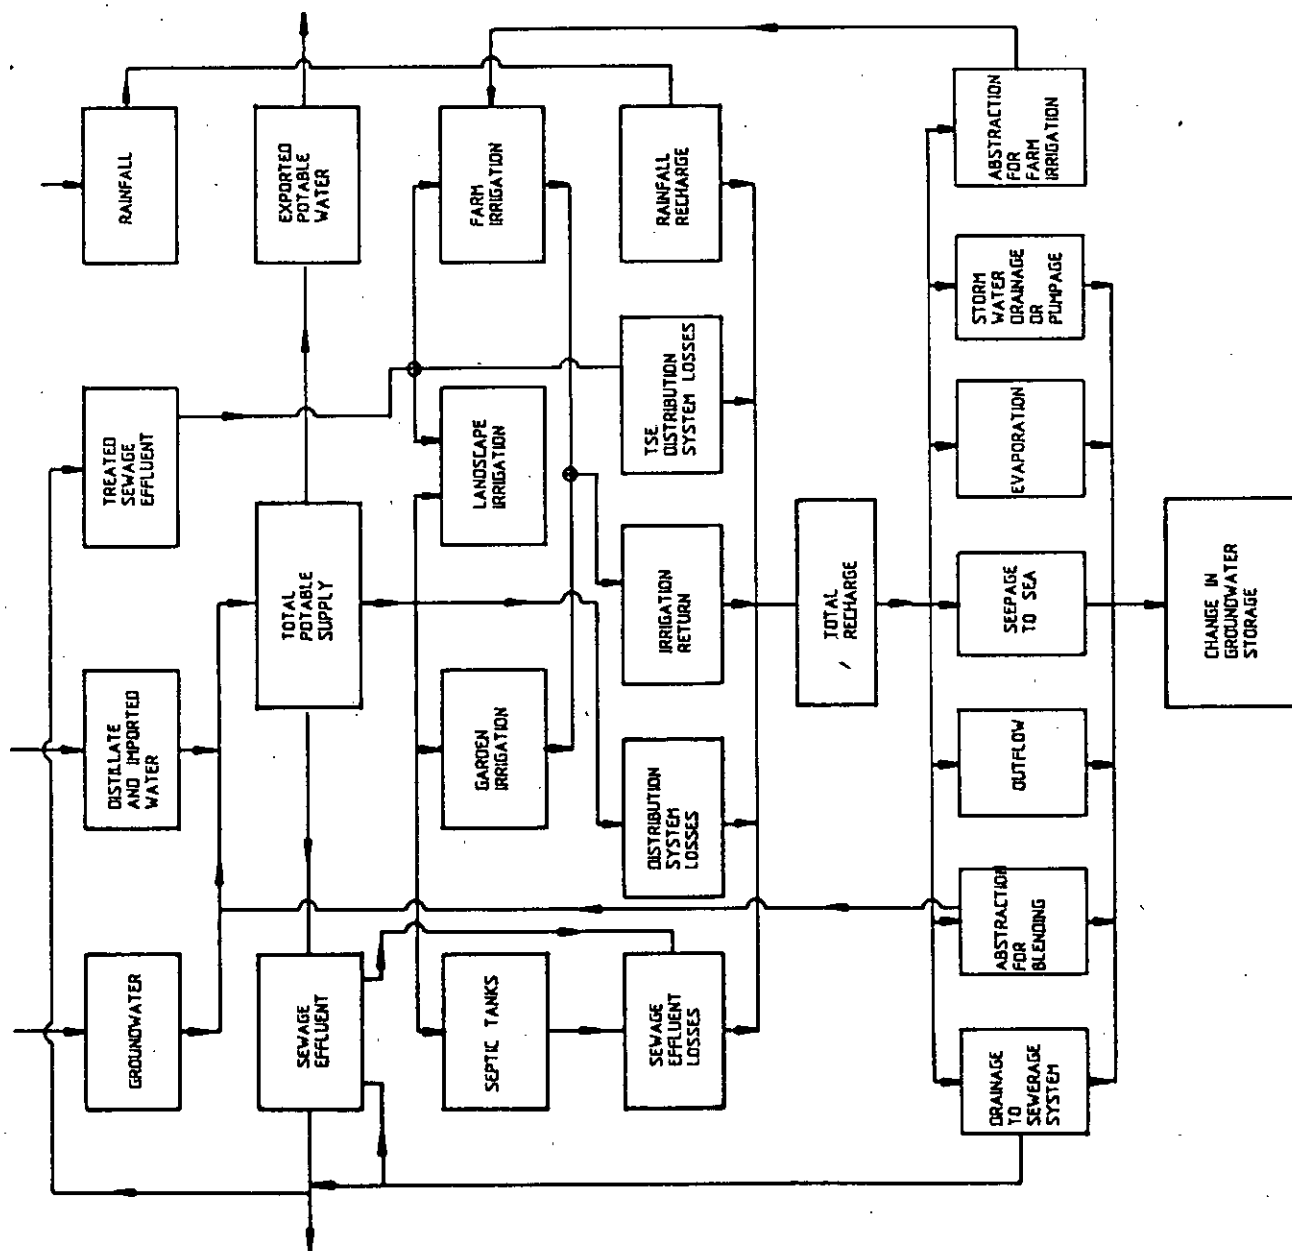 RAINFALL
EXPORTED
POTABLE
WATER
FARM
IRRIGATION
RAINFALL
RECHARGE
ABSTRACTION
FOR
FARM
IRRIGATION
STORM
WATER
DRAINAGE
OR
PUMPAGE
TREATED
SEWAGE
EFFLUENT
LANDSCAPE
IRRIGATION
TSE
DISTRIBUTION
SYSTEM LOSSES
EVAPORATION
TOTAL
POTABLE
SUPPLY
IRRIGATION
RETURN
TOTAL
RECHARGE
SEEPAGE
TO SEA
CHANGE IN
GROUNDWATER
STORAGE
DISTILLATE
AND IMPORTED
WATER
GARDEN
IRRIGATION
DISTRIBUTION
SYSTEM
LOSSES
OUTFLOW
GROUNDWATER
SEWAGE
EFFLUENT
SEPTIC TANKS
SEWAGE
EFFLUENT
LOSSES
ABSTRACTION
FOR
BLENDING
DRAINAGE
TO
SEWERAGE
SYSTEM